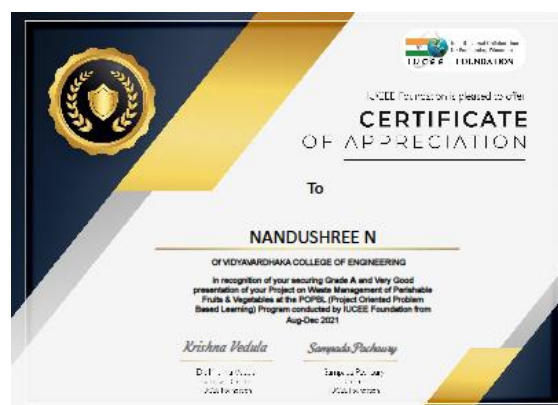 IUCEE FOUNDATION
IUCEE Foundation is pleased to offer
CERTIFICATE
OF APPRECIATION
To
NANDUSHREE N
Of VIDYAVARDHAKA COLLEGE OF ENGINEERING
in recognition of your securing Grade A and Very Good
presentation of your Project on Waste Management of Perishable
Fruits & Vegetables at the POPBL (Project Oriented Problem
Based Learning) Program conducted by IUCEE Foundation from
Aug-Dec 2021
Krishna Vedula Sampada Pachaury